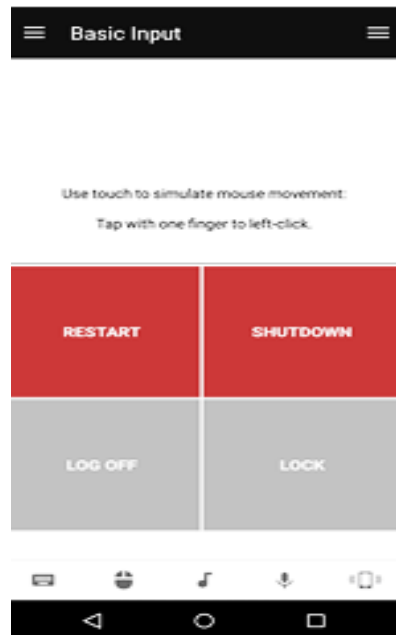 Basic Input
Use touch to simulate mouse movement:
Tap with one finger to left-click.
RESTART
SHUTDOWN
LOG OFF
LOCK